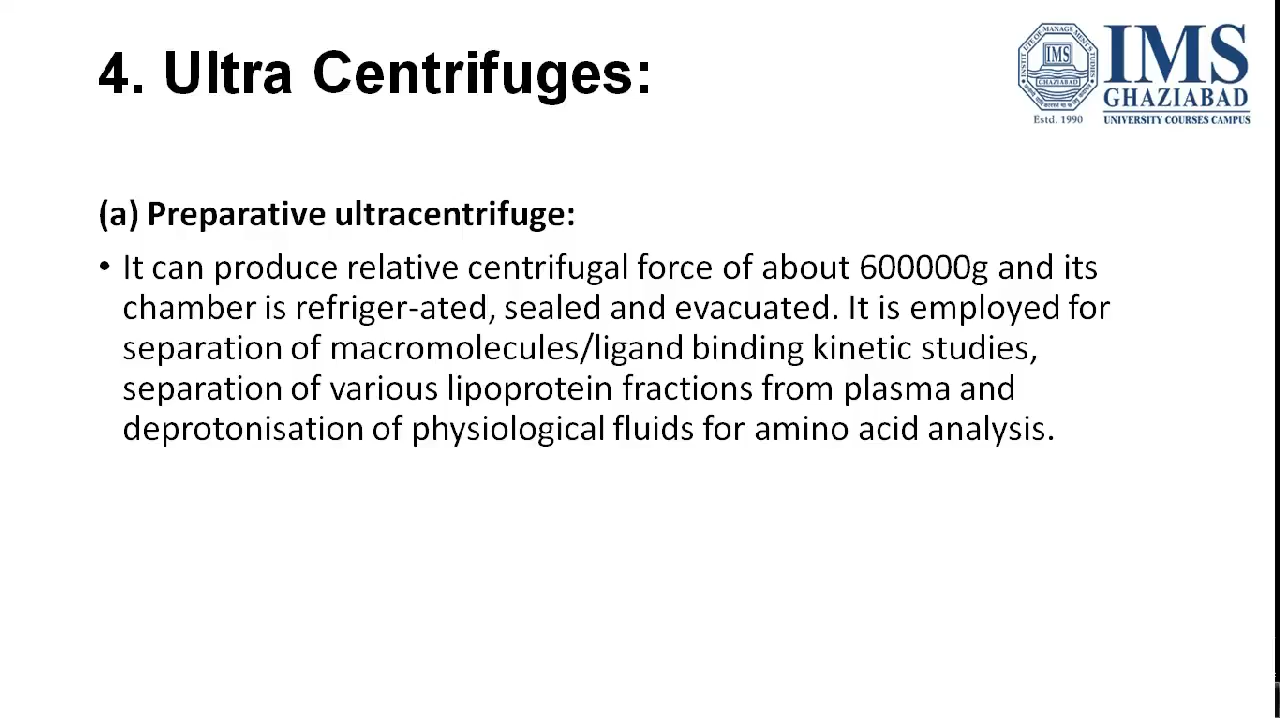 4. Ultra Centrifuges:
IMS
GHAZIABAD
Estd. 1990
UNIVERSITY COURSES CAMPUS
IMS
GHAZIABAD
(a) Preparative ultracentrifuge:
• It can produce relative centrifugal force of about 600000g and its
chamber is refriger-ated, sealed and evacuated. It is employed for
separation of macromolecules/ligand binding kinetic studies,
separation of various lipoprotein fractions from plasma and
deprotonisation of physiological fluids for amino acid analysis.